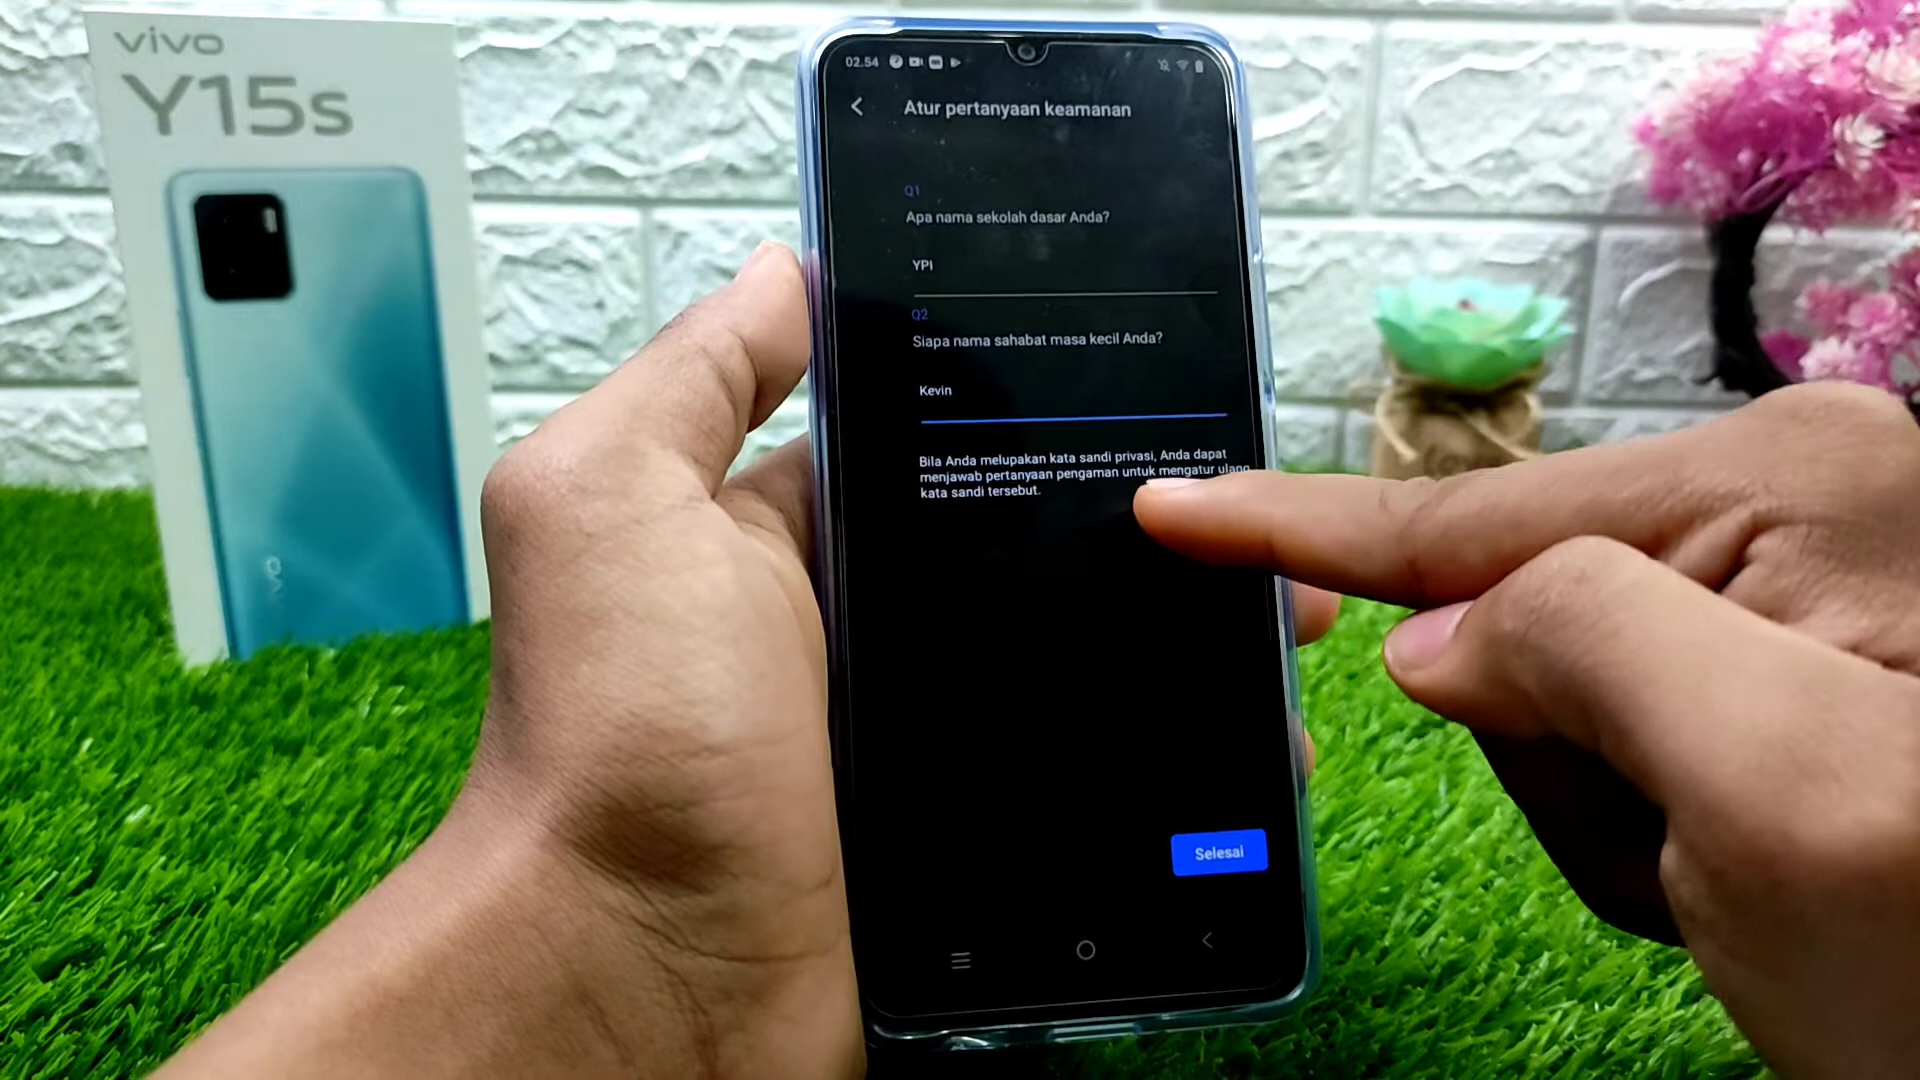 vivo
Y15s
vivo
02.54
Atur pertanyaan keamanan
Q1
Apa nama sekolah dasar Anda?
YPI
Q2
Siapa nama sahabat masa kecil Anda?
Kevin
Bila Anda melupakan kata sandi privasi, Anda dapat
menjawab pertanyaan pengaman untuk mengatur ulang
kata sandi tersebut.
Selesai